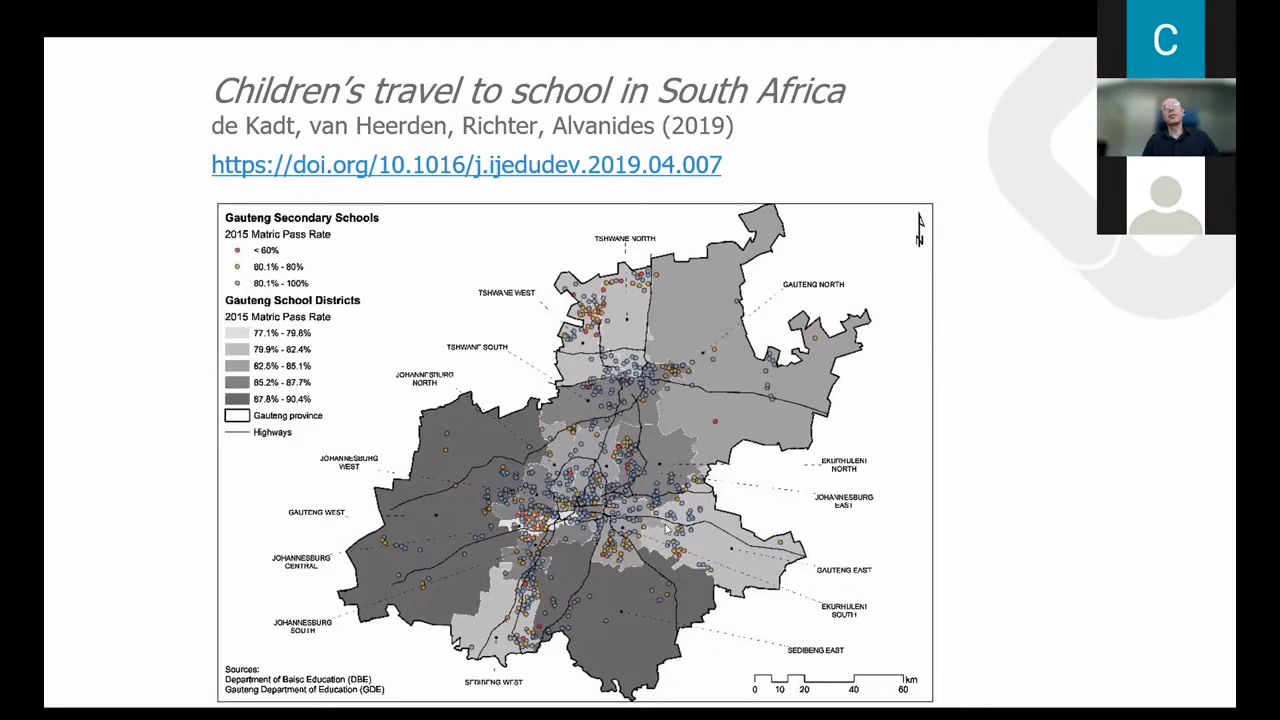 Children's travel to school in South Africa
de Kadt, van Heerden, Richter, Alvanides (2019)
https://doi.org/10.1016/j.ijedudev.2019.04.007
C
Gauteng Secondary Schools
2015 Matric Pass Rate
< 60%
60.1% - 80%
80.1% - 100%
Gauteng School Districts
2015 Matric Pass Rate
77.1% - 79.8%
79.9% - 82.4%
82.5% - 85.1%
85.2% - 87.7%
87.8% - 90.4%
Gauteng province
Highways
N
TSHWANE NORTH
TSHWANE WEST
GAUTENG NORTH
TSHWANE SOUTH
JOHANNESBURG
NORTH
JOHANNESBURG
WEST
EKURHULENI
NORTH
JOHANNESBURG
EAST
GAUTENG WEST
JOHANNESBURG
CENTRAL
GAUTENG EAST
EKURHULENI
SOUTH
JOHANNESBURG
SOUTH
SEDIBENG EAST
SEDIBENG WEST
Sources:
Department of Baisc Education (DBE)
Gauteng Department of Education (GDE)
km
0 10 20 40 60